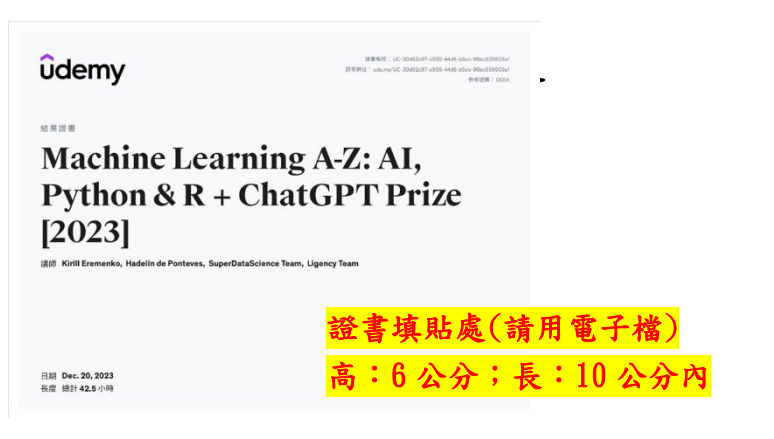 ûdemy
結業證書
Machine Learning A-Z: AI,
Python & R + ChatGPT Prize
[2023]
講師 Kirill Eremenko, Hadelin de Ponteves, SuperDataScience Team, Ligency Team
證書填貼處(請用電子檔)
高：6 公分；長：10 公分內
日期 Dec. 20, 2023
長度 總計 42.5 小時